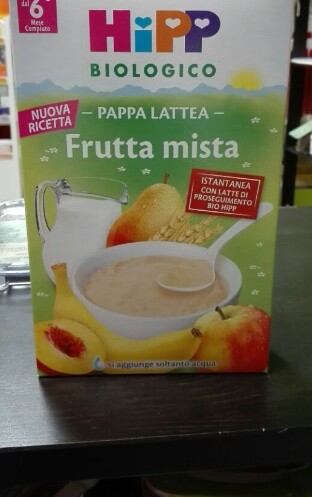 dal
6°
Mese
Compiuto
HiPP
BIOLOGICO
NUOVA
RICETTA
– PAPPA LATTEA –
Frutta mista
ISTANTANEA
CON LATTE DI
PROSEGUIMENTO
BIO HiPP
si aggiunge soltanto acqua